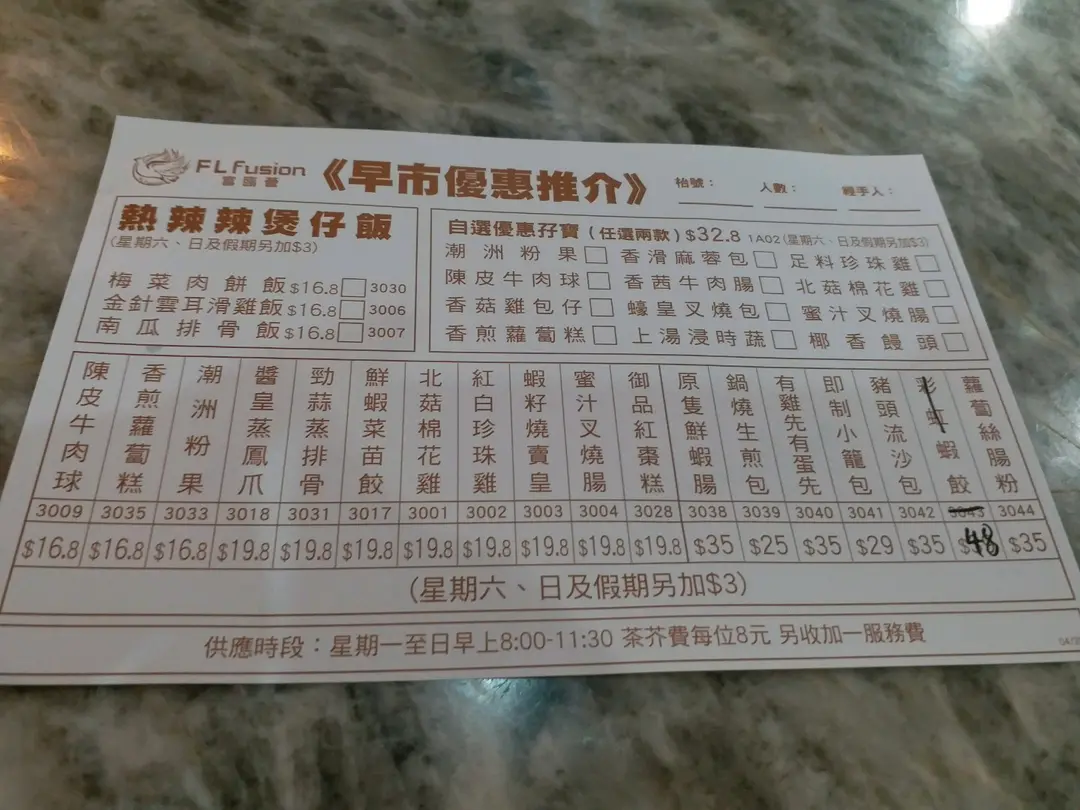 FL Fusion
《早市優惠推介》
枱號：
人數：
經手人：
熱辣辣煲仔飯
(星期六、日及假期另加$3)
梅菜肉餅飯 $16.8 3030
金針雲耳滑雞飯 $16.8 3006
南瓜排骨飯 $16.8 3007
自選優惠孖寶（任選兩款）$32.8 1A02 (星期六、日及假期另加$3)
潮洲粉果 香滑麻蓉包 足料珍珠雞
陳皮牛肉球 香茜牛肉腸 北菇棉花雞
香菇雞包仔 蠔皇叉燒包 蜜汁叉燒腸
香煎蘿蔔糕 上湯浸時蔬 椰香饅頭
陳皮牛肉球 3009 $16.8
香煎蘿蔔糕 3035 $16.8
潮洲粉果 3033 $16.8
醬皇蒸鳳爪 3018 $19.8
勁蒜蒸排骨 3031 $19.8
鮮蝦菜苗餃 3017 $19.8
北菇棉花雞 3001 $19.8
紅白珍珠雞 3002 $19.8
蝦籽燒賣皇 3003 $19.8
蜜汁叉燒腸 3004 $19.8
御品紅棗糕 3028 $19.8
原隻鮮蝦腸 3038 $35
鍋燒生煎包 3039 $25
有雞先有蛋先 3040 $35
即制小籠包 3041 $29
豬頭流沙包 3042 $35
彩虹蝦餃 3043 $48
蘿蔔絲腸粉 3044 $35
(星期六、日及假期另加$3)
供應時段：星期一至日早上8:00-11:30 茶芥費每位8元 另收加一服務費